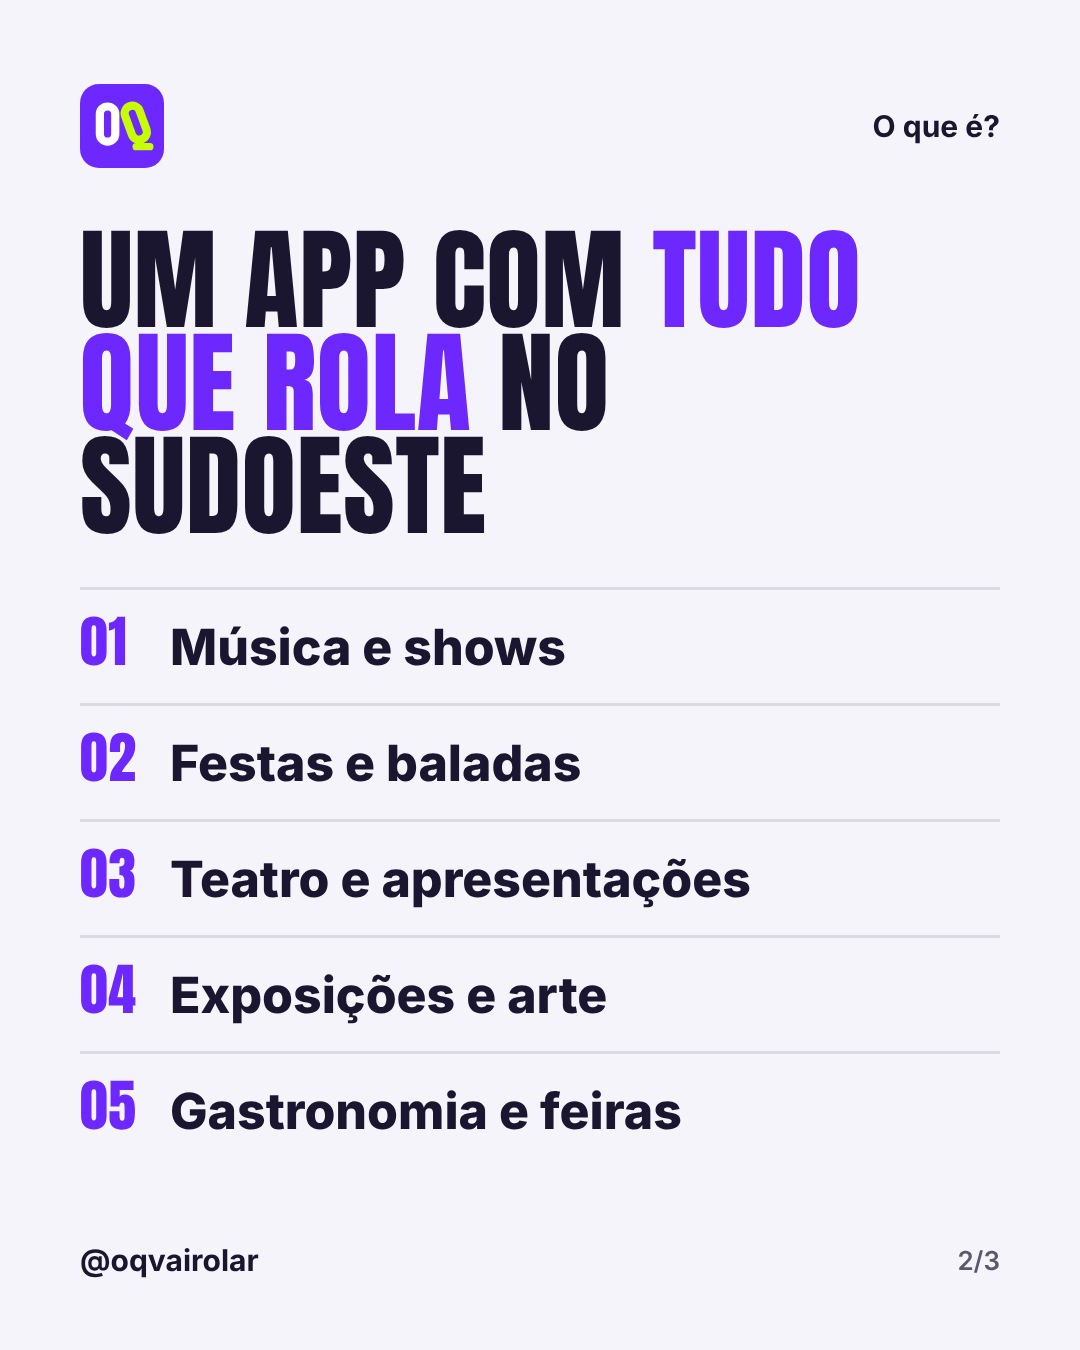 OQ
O que é?
UM APP COM TUDO
QUE ROLA NO
SUDOESTE
01 Música e shows
02 Festas e baladas
03 Teatro e apresentações
04 Exposições e arte
05 Gastronomia e feiras
@oqvairolar
2/3